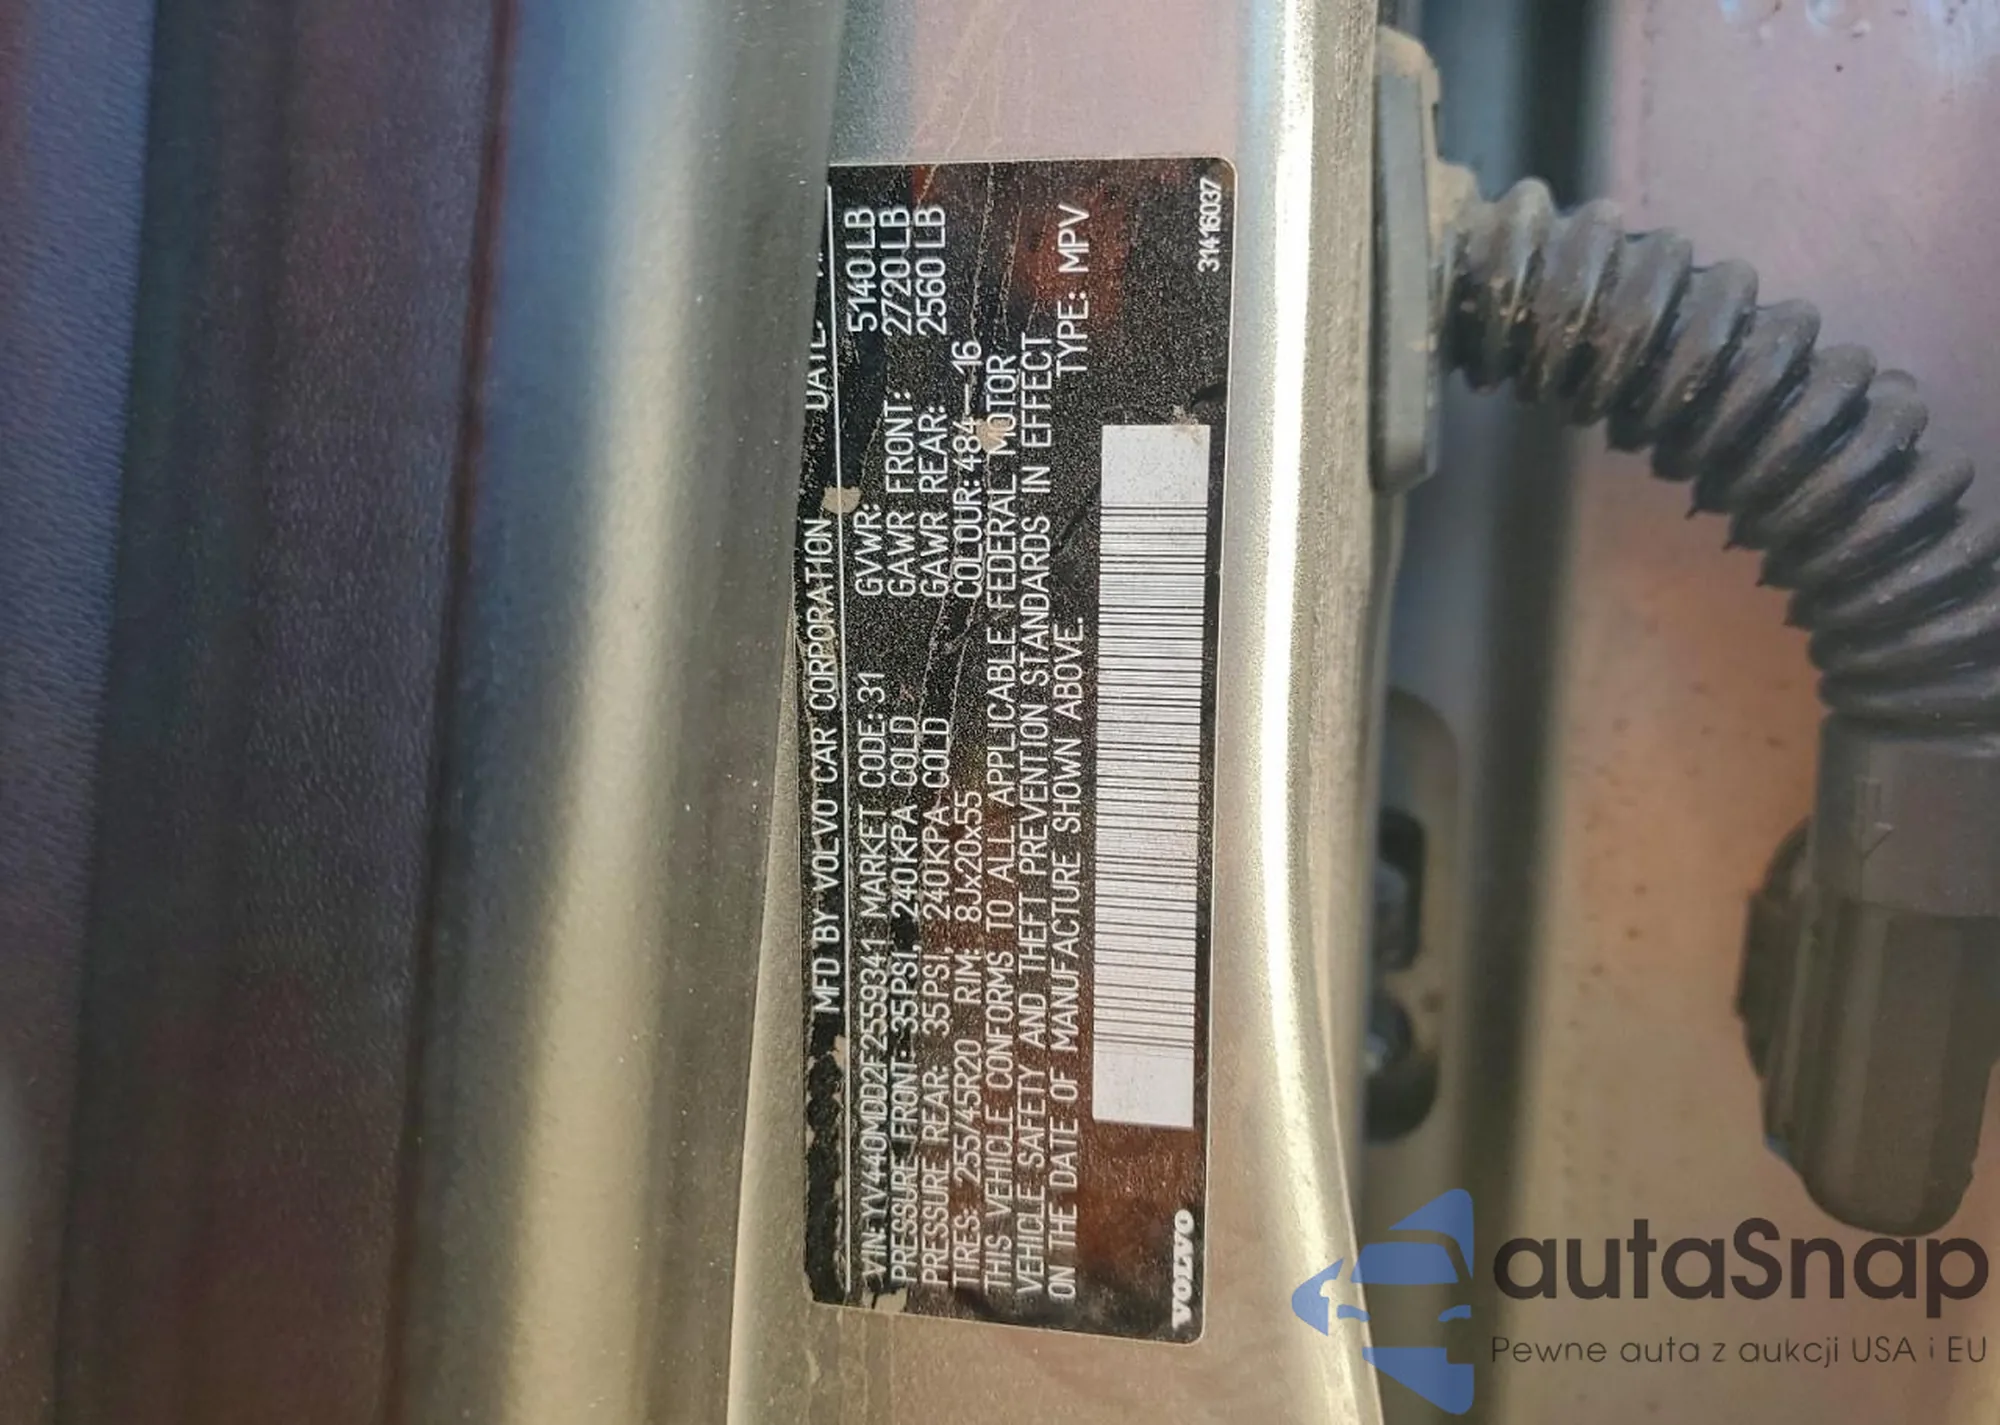 MFD BY VOLVO CAR CORPORATION DATE:
VIN: YV440MDD2F2559341 MARKET CODE: 31 GVWR: 5140 LB
PRESSURE FRONT: 35PSI, 240KPA COLD GAWR FRONT: 2720 LB
PRESSURE REAR: 35PSI, 240KPA COLD GAWR REAR: 2560 LB
TIRES: 255/45R20 RIM: 8Jx20x55 COLOUR: 484—16
THIS VEHICLE CONFORMS TO ALL APPLICABLE FEDERAL MOTOR
VEHICLE SAFETY AND THEFT PREVENTION STANDARDS IN EFFECT
ON THE DATE OF MANUFACTURE SHOWN ABOVE. TYPE: MPV
VOLVO 31416037
autaSnap
Pewne auta z aukcji USA i EU